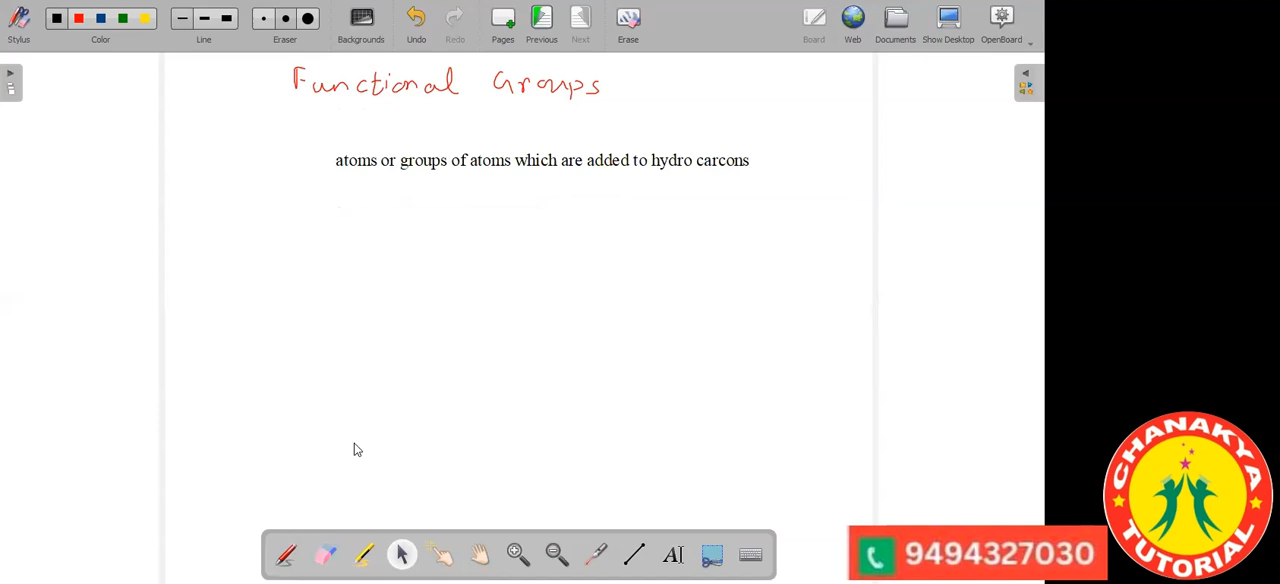 Stylus Color Line Eraser Backgrounds Undo Redo Pages Previous Next Erase Board Web Documents Show Desktop OpenBoard
Functional Groups
atoms or groups of atoms which are added to hydro carcons
CHANAKYA
TUTORIAL
9494327030